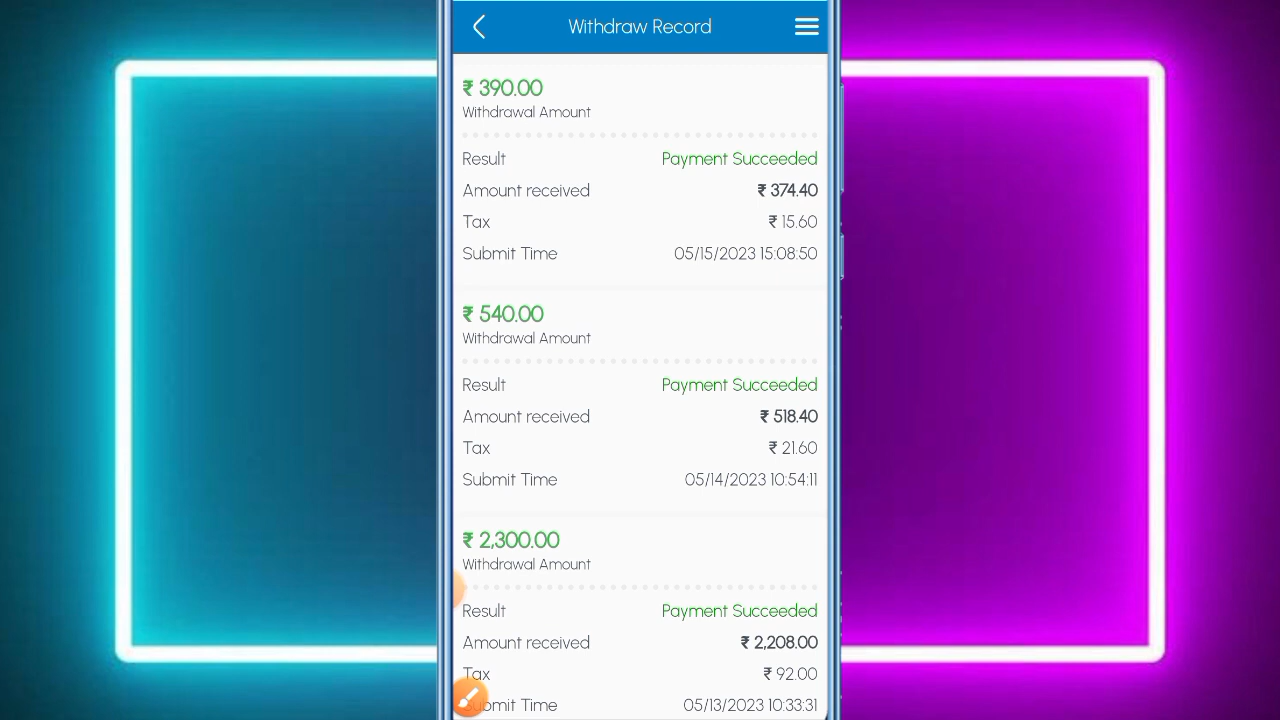 Withdraw Record
₹ 390.00
Withdrawal Amount
Result Payment Succeeded
Amount received ₹ 374.40
Tax ₹ 15.60
Submit Time 05/15/2023 15:08:50
₹ 540.00
Withdrawal Amount
Result Payment Succeeded
Amount received ₹ 518.40
Tax ₹ 21.60
Submit Time 05/14/2023 10:54:11
₹ 2,300.00
Withdrawal Amount
Result Payment Succeeded
Amount received ₹ 2,208.00
Tax ₹ 92.00
Submit Time 05/13/2023 10:33:31